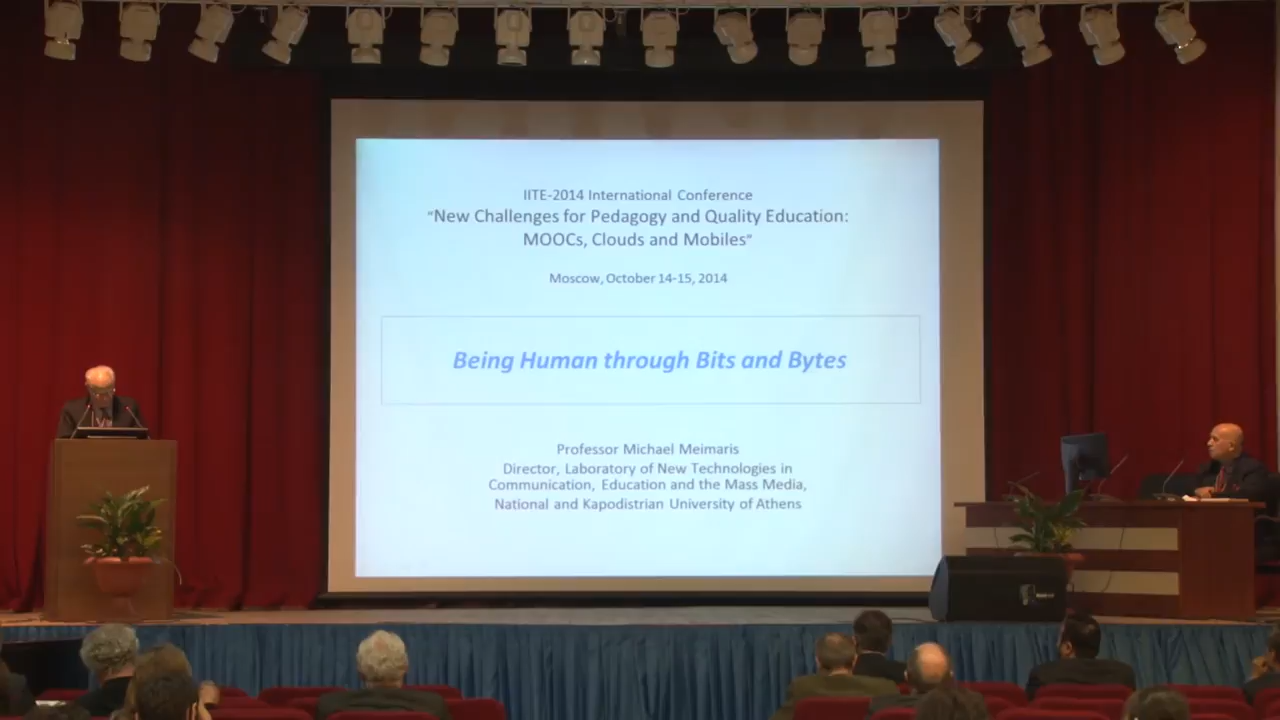 IITE-2014 International Conference
"New Challenges for Pedagogy and Quality Education:
MOOCs, Clouds and Mobiles"
Moscow, October 14-15, 2014
Being Human through Bits and Bytes
Professor Michael Meimaris
Director, Laboratory of New Technologies in
Communication, Education and the Mass Media,
National and Kapodistrian University of Athens